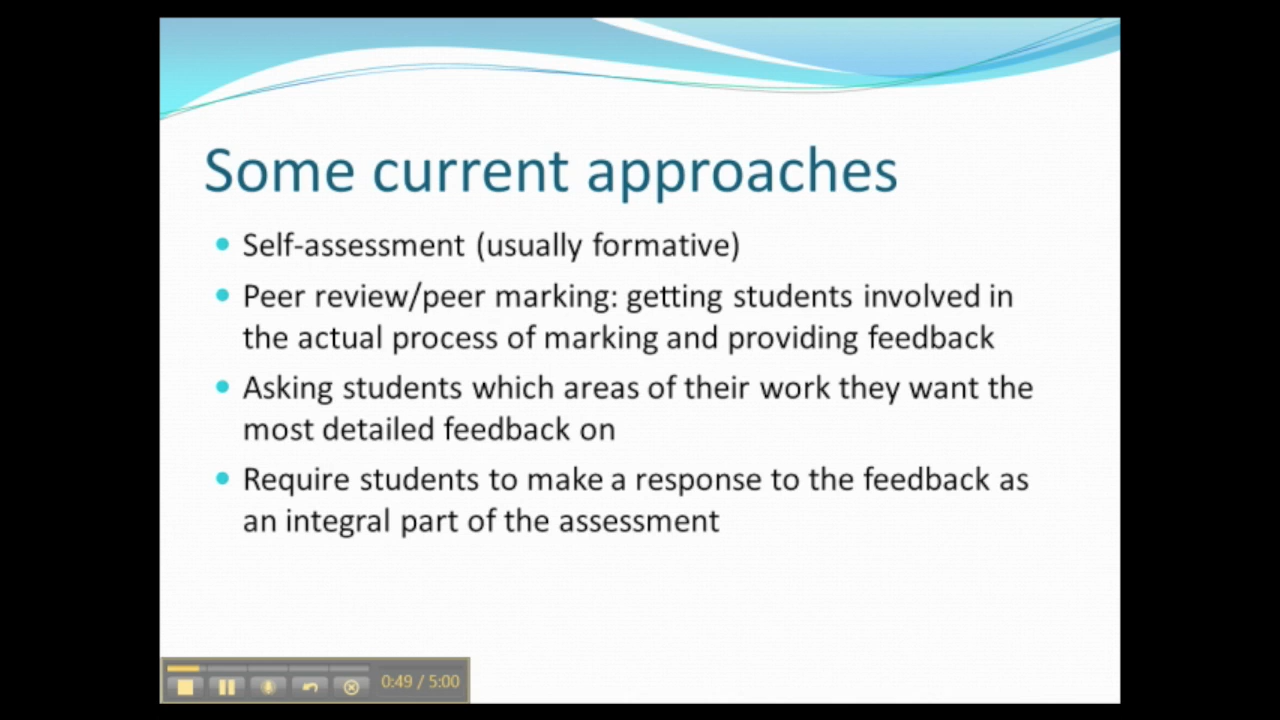 Some current approaches
Self-assessment (usually formative)
Peer review/peer marking: getting students involved in
the actual process of marking and providing feedback
Asking students which areas of their work they want the
most detailed feedback on
Require students to make a response to the feedback as
an integral part of the assessment
0:49 / 5:00